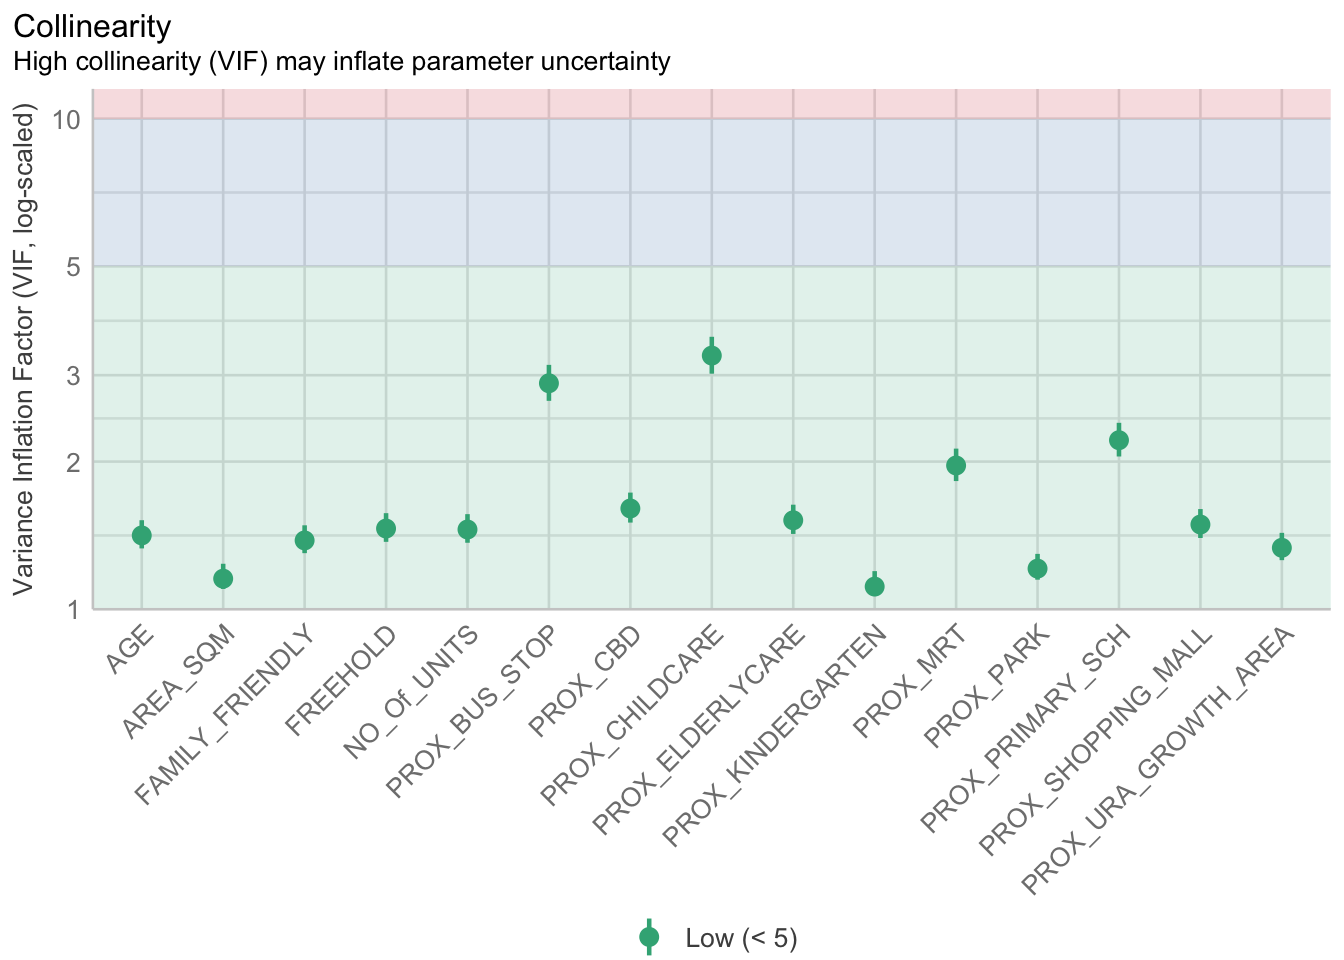 Collinearity
High collinearity (VIF) may inflate parameter uncertainty
Variance Inflation Factor (VIF, log-scaled)
10
5
3
2
1
AGE
AREA_SQM
FAMILY_FRIENDLY
FREEHOLD
NO_Of_UNITS
PROX_BUS_STOP
PROX_CBD
PROX_CHILDCARE
PROX_ELDERLYCARE
PROX_KINDERGARTEN
PROX_MRT
PROX_PARK
PROX_PRIMARY_SCH
PROX_SHOPPING_MALL
PROX_URA_GROWTH_AREA
Low (< 5)